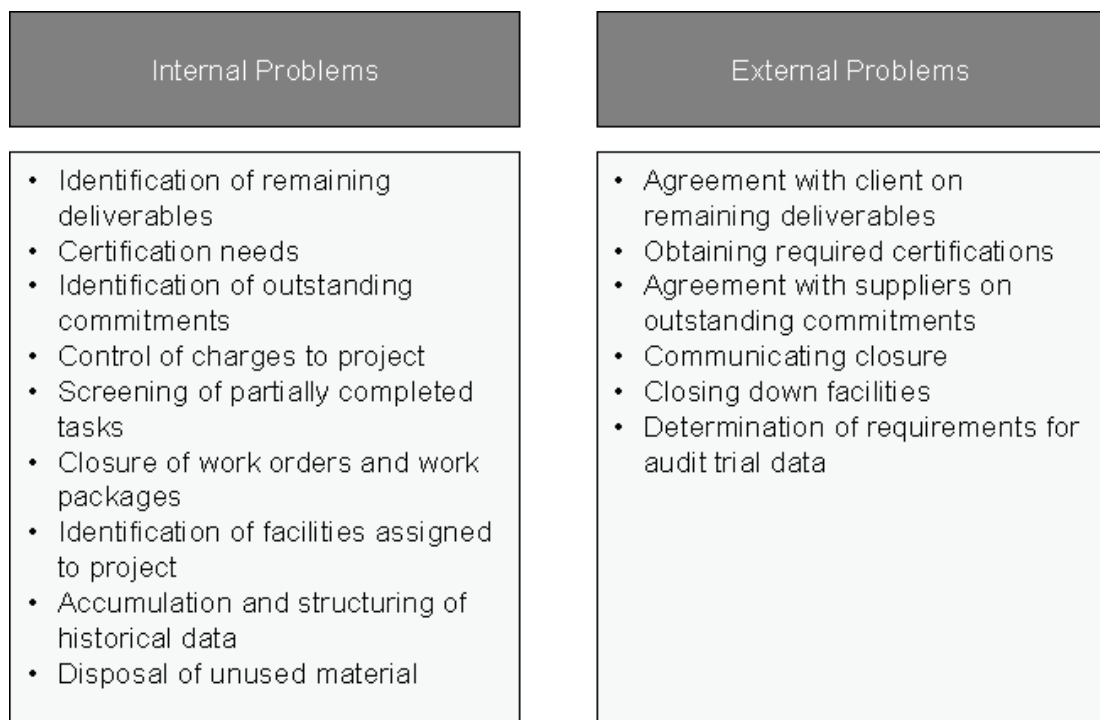 Internal Problems
• Identification of remaining
deliverables
• Certification needs
• Identification of outstanding
commitments
• Control of charges to project
• Screening of partially completed
tasks
• Closure of work orders and work
packages
• Identification of facilities assigned
to project
• Accumulation and structuring of
historical data
• Disposal of unused material
External Problems
• Agreement with client on
remaining deliverables
• Obtaining required certifications
• Agreement with suppliers on
outstanding commitments
• Communicating closure
• Closing down facilities
• Determination of requirements for
audit trial data